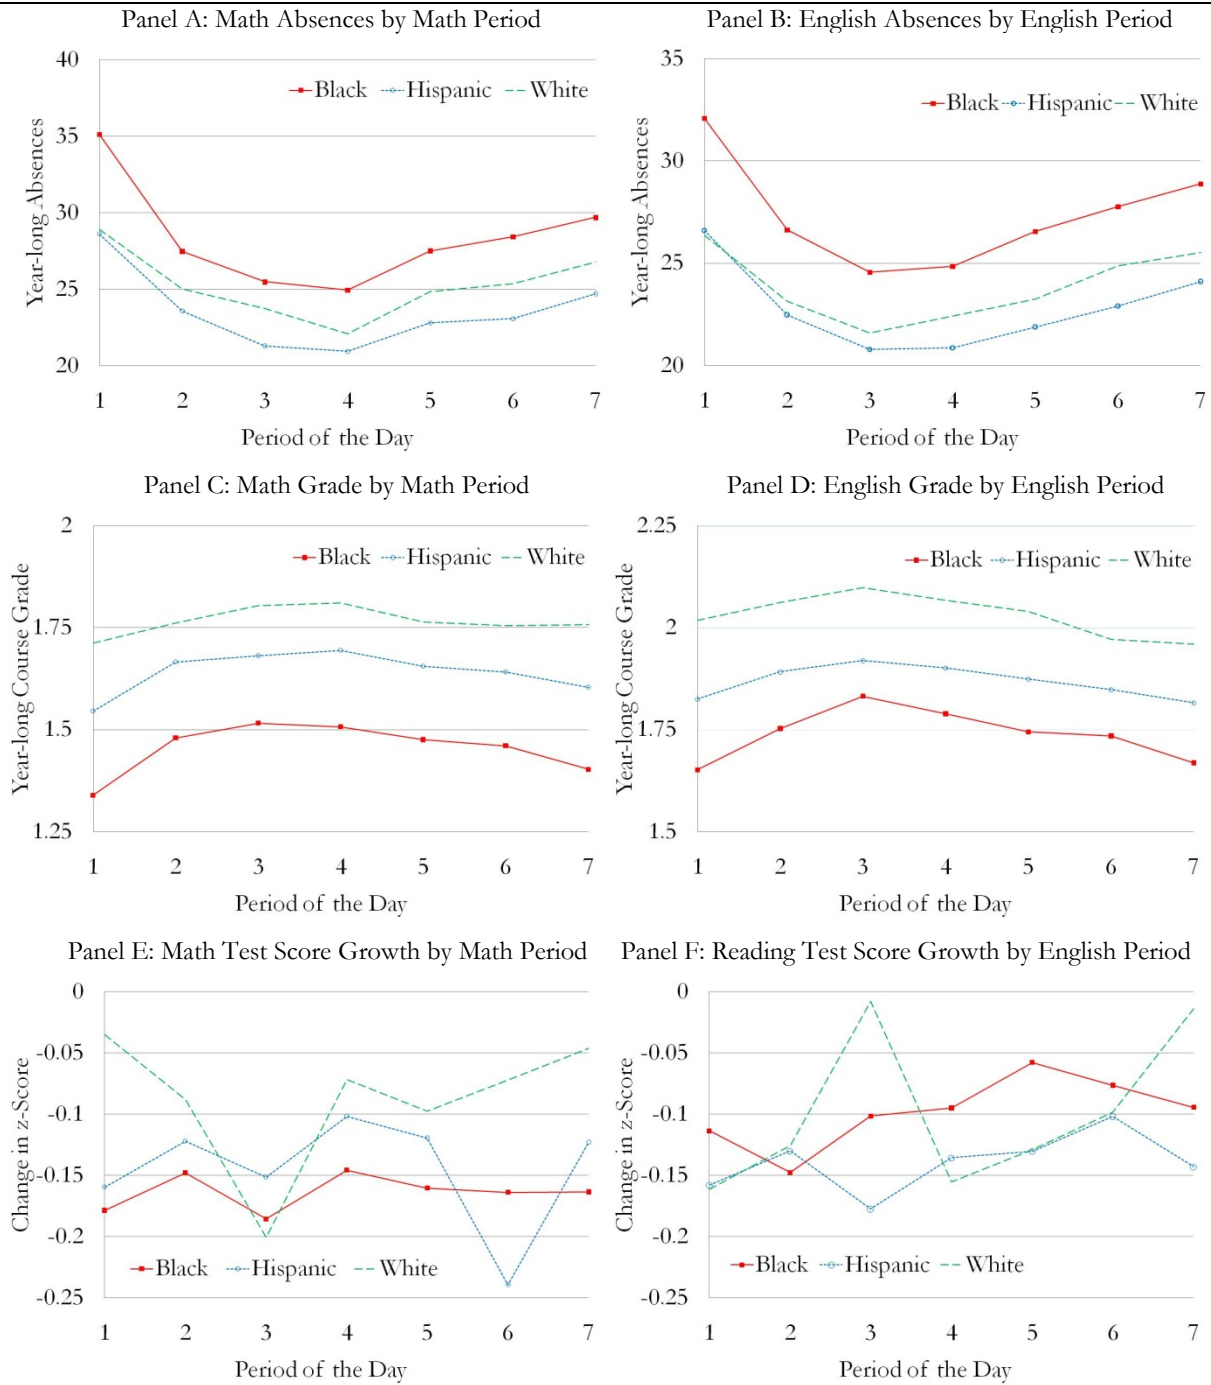 Panel A: Math Absences by Math Period
40
35
30
25
20
Year-long Absences
Black Hispanic White
1 2 3 4 5 6 7
Period of the Day
Panel B: English Absences by English Period
35
30
25
20
Year-long Absences
Black Hispanic White
1 2 3 4 5 6 7
Period of the Day
Panel C: Math Grade by Math Period
2
1.75
1.5
1.25
Year-long Course Grade
Black Hispanic White
1 2 3 4 5 6 7
Period of the Day
Panel D: English Grade by English Period
2.25
2
1.75
1.5
Year-long Course Grade
Black Hispanic White
1 2 3 4 5 6 7
Period of the Day
Panel E: Math Test Score Growth by Math Period
0
-0.05
-0.1
-0.15
-0.2
-0.25
Change in z-Score
Black Hispanic White
1 2 3 4 5 6 7
Period of the Day
Panel F: Reading Test Score Growth by English Period
0
-0.05
-0.1
-0.15
-0.2
-0.25
Change in z-Score
Black Hispanic White
1 2 3 4 5 6 7
Period of the Day